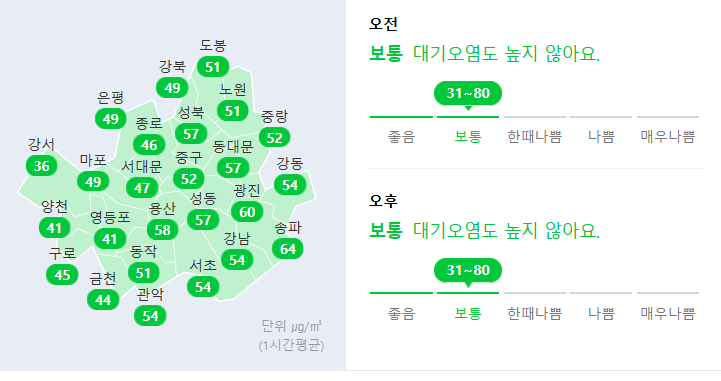 도봉
51
강북
49
노원
51
은평
49
성북
57
중랑
52
종로
46
강서
36
마포
49
서대문
47
중구
52
동대문
57
강동
54
양천
41
영등포
41
용산
58
성동
57
광진
60
송파
64
구로
45
동작
51
강남
54
금천
44
서초
54
관악
54
단위 ㎍/㎥
(1시간평균)
오전
보통 대기오염도 높지 않아요.
31~80
좋음 보통 한때나쁨 나쁨 매우나쁨
오후
보통 대기오염도 높지 않아요.
31~80
좋음 보통 한때나쁨 나쁨 매우나쁨